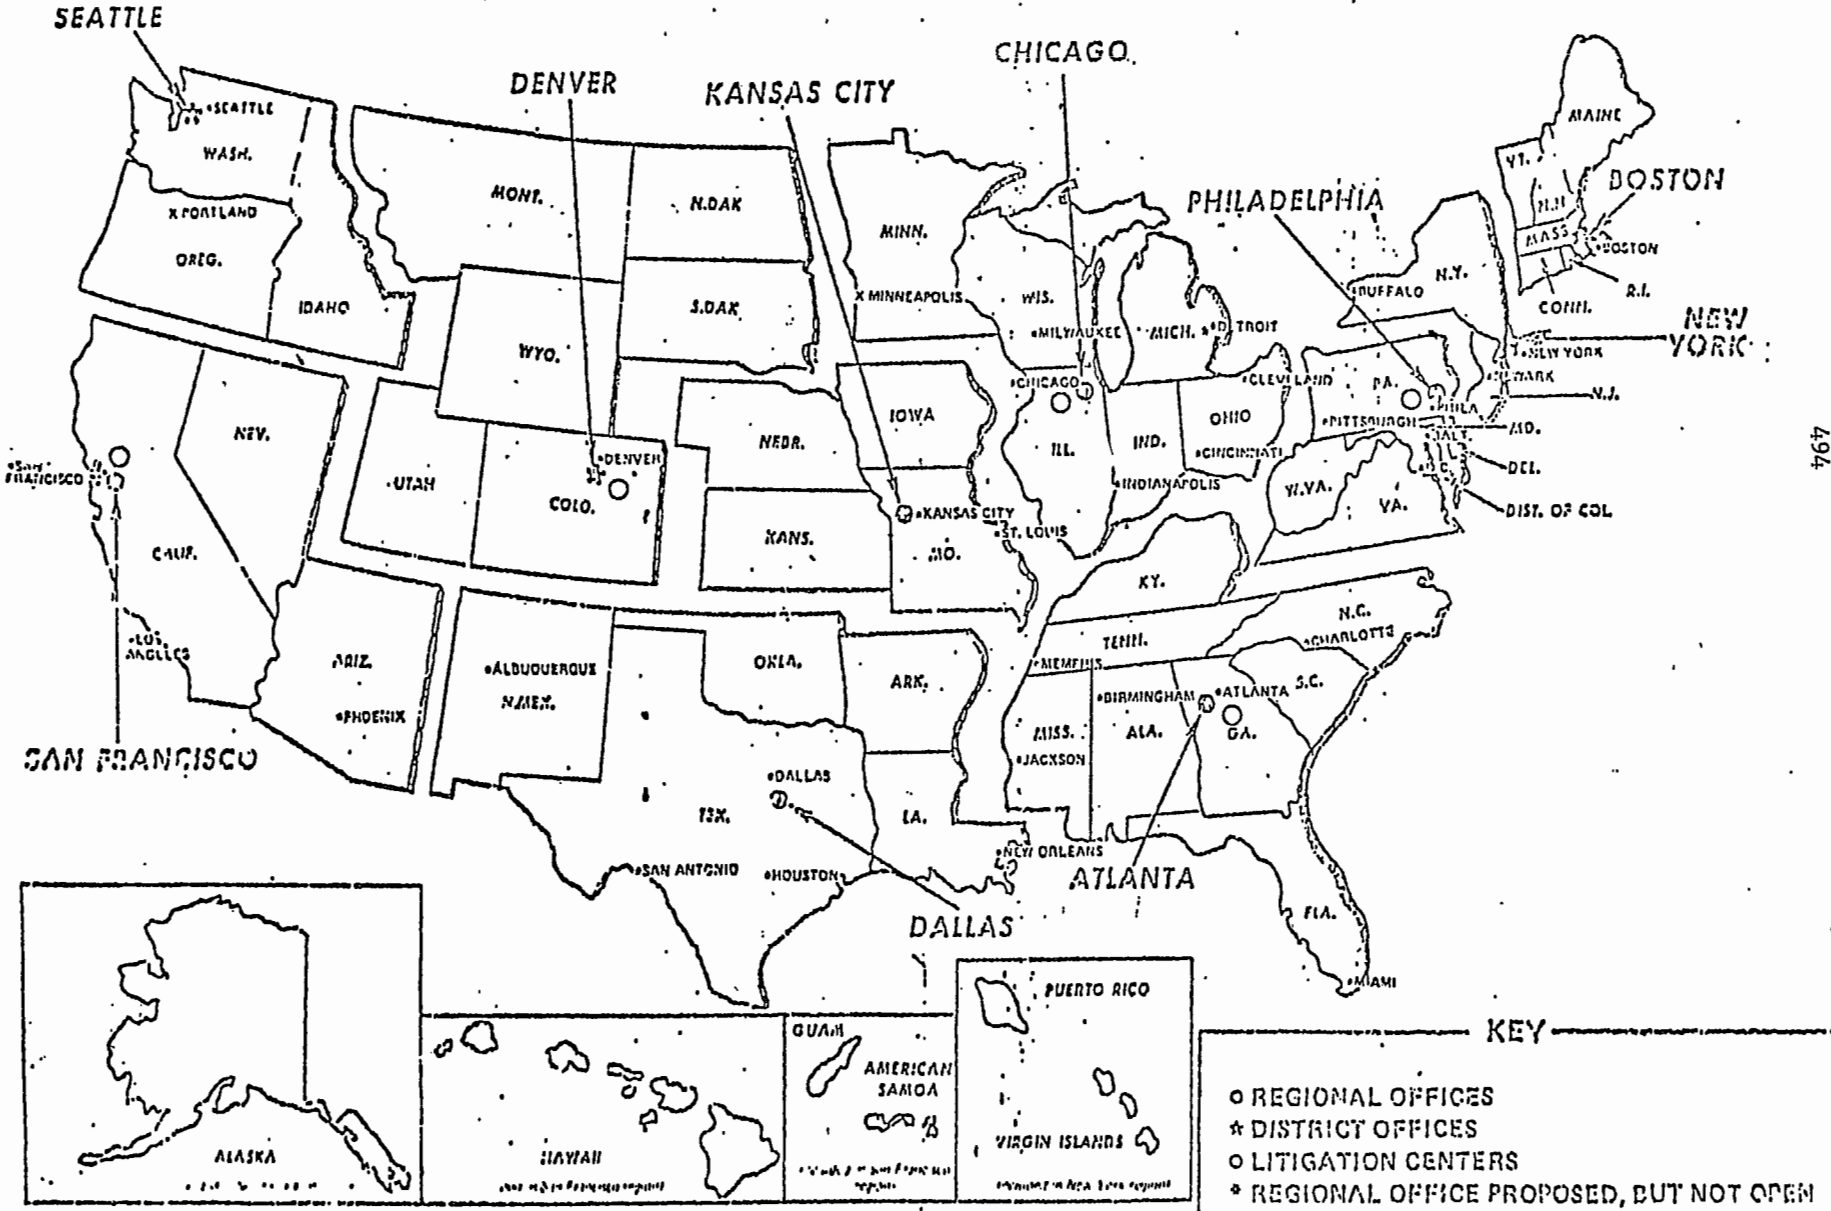 SEATTLE
DENVER
KANSAS CITY
CHICAGO
PHILADELPHIA
BOSTON
NEW
YORK
SAN FRANCISCO
DALLAS
ATLANTA
SEATTLE
WASH.
X PORTLAND
OREG.
IDAHO
MONT.
N.DAK
S.DAK
WYO.
MINN.
X MINNEAPOLIS
WIS.
MILWAUKEE
MICH.
DETROIT
MAINE
VT.
N.H
MASS
BOSTON
R.I.
CONN.
N.Y.
BUFFALO
NEW YORK
NEWARK
N.J.
PA.
PHILA
PITTSBURGH
MD.
BALT.
DEL.
D.C.
DIST. OF COL.
494
CLEVELAND
OHIO
CINCINNATI
IND.
INDIANAPOLIS
CHICAGO
ILL.
IOWA
NEBR.
KANS.
KANSAS CITY
ST. LOUIS
MO.
DENVER
COLO.
UTAH
NEV.
SAN
FRANCISCO
CALIF.
LOS
ANGELES
ARIZ.
PHOENIX
ALBUQUERQUE
N.MEX.
OKLA.
ARK.
TEX.
DALLAS
SAN ANTONIO
HOUSTON
LA.
NEW ORLEANS
W.VA.
VA.
KY.
TENN.
MEMPHIS
N.C.
CHARLOTTE
S.C.
BIRMINGHAM
ATLANTA
MISS.
JACKSON
ALA.
GA.
FLA.
MIAMI
ALASKA
HAWAII
GUAM
AMERICAN
SAMOA
PUERTO RICO
VIRGIN ISLANDS
KEY
REGIONAL OFFICES
DISTRICT OFFICES
LITIGATION CENTERS
REGIONAL OFFICE PROPOSED, BUT NOT OPEN